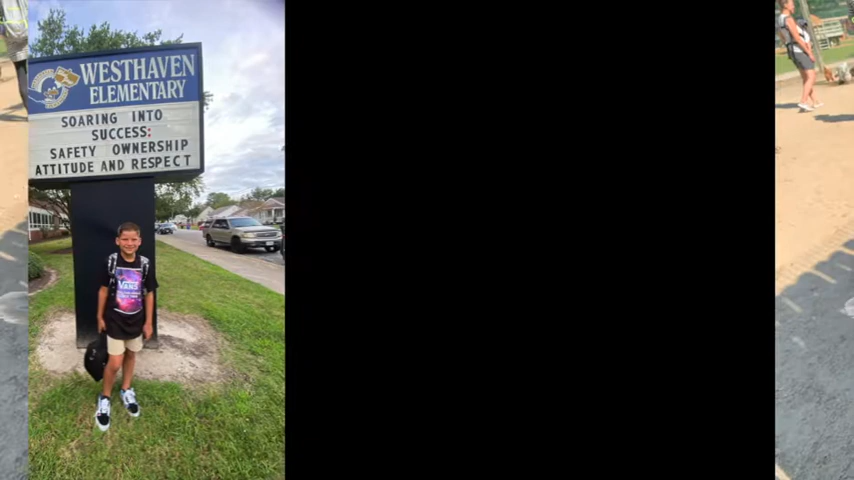 WESTHAVEN
ELEMENTARY
SOARING INTO
SUCCESS:
SAFETY OWNERSHIP
ATTITUDE AND RESPECT
VANS